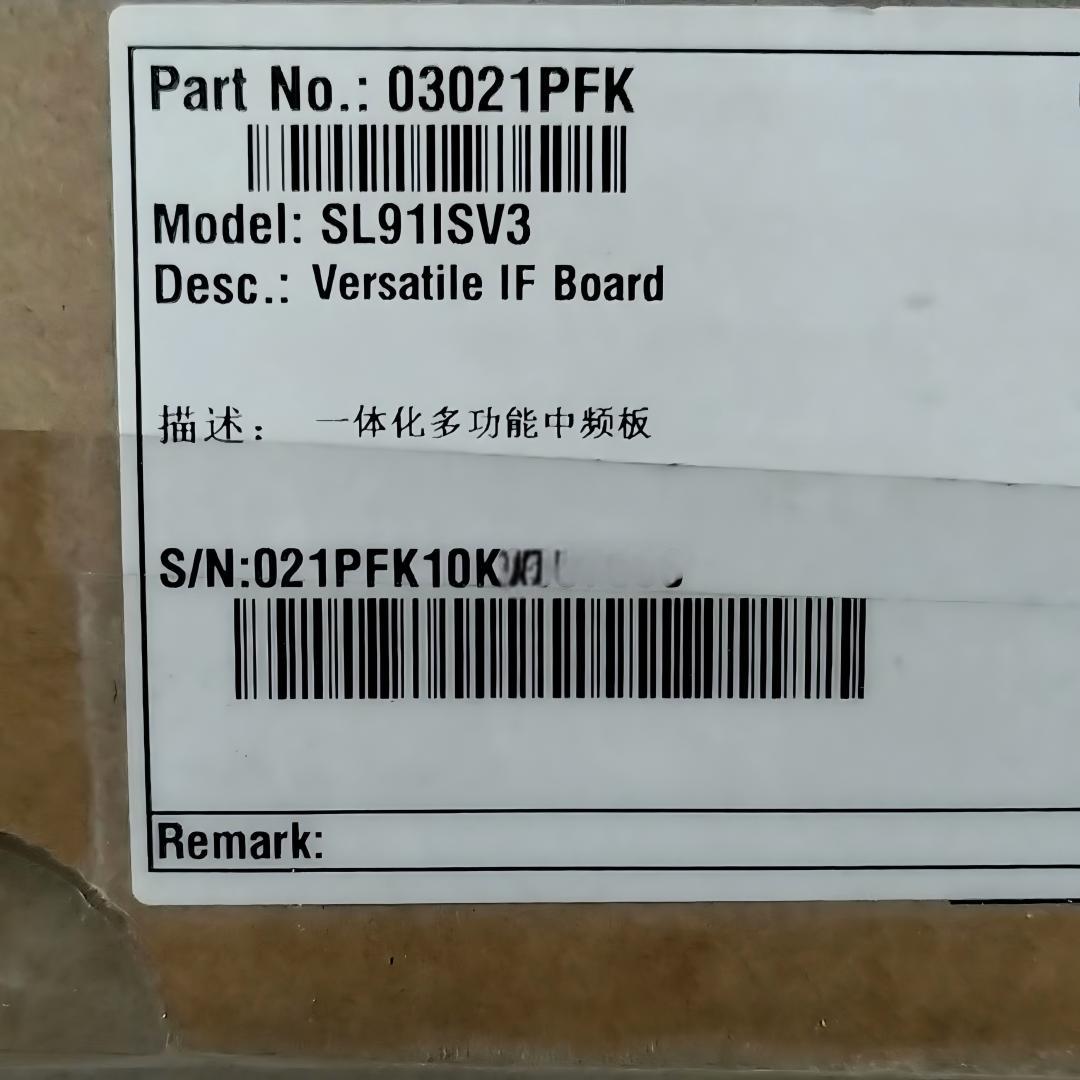 Part No.: 03021PFK
Model: SL91ISV3
Desc.: Versatile IF Board
描述： 一体化多功能中频板
S/N:021PFK10K
Remark: